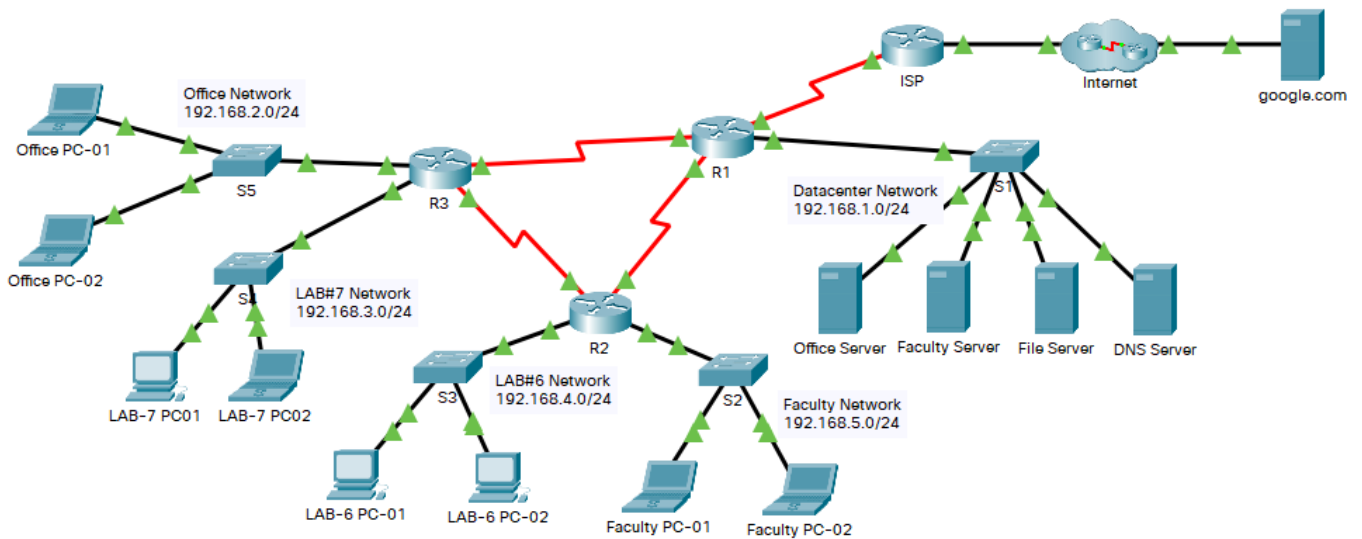 ISP
Internet
google.com
Office Network
192.168.2.0/24
Office PC-01
S5
R3
R1
S1
Datacenter Network
192.168.1.0/24
Office PC-02
S4
LAB#7 Network
192.168.3.0/24
R2
Office Server
Faculty Server
File Server
DNS Server
LAB-7 PC01
LAB-7 PC02
S3
LAB#6 Network
192.168.4.0/24
S2
Faculty Network
192.168.5.0/24
LAB-6 PC-01
LAB-6 PC-02
Faculty PC-01
Faculty PC-02